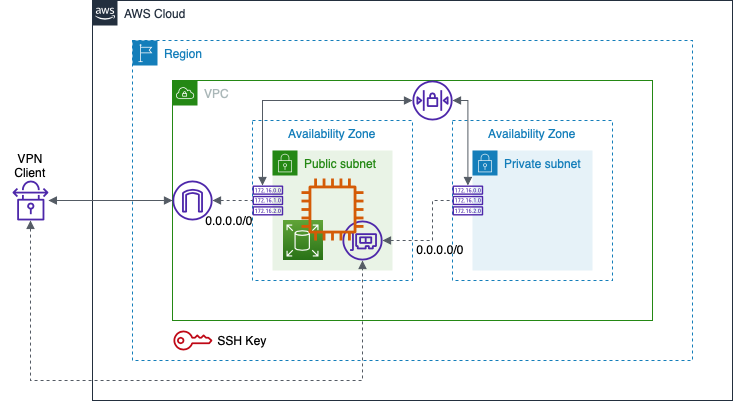 aws
AWS Cloud
Region
VPC
Availability Zone
Availability Zone
Public subnet
Private subnet
VPN
Client
172.16.0.0
172.16.1.0
172.16.2.0
172.16.0.0
172.16.1.0
172.16.2.0
0.0.0.0/0
0.0.0.0/0
SSH Key